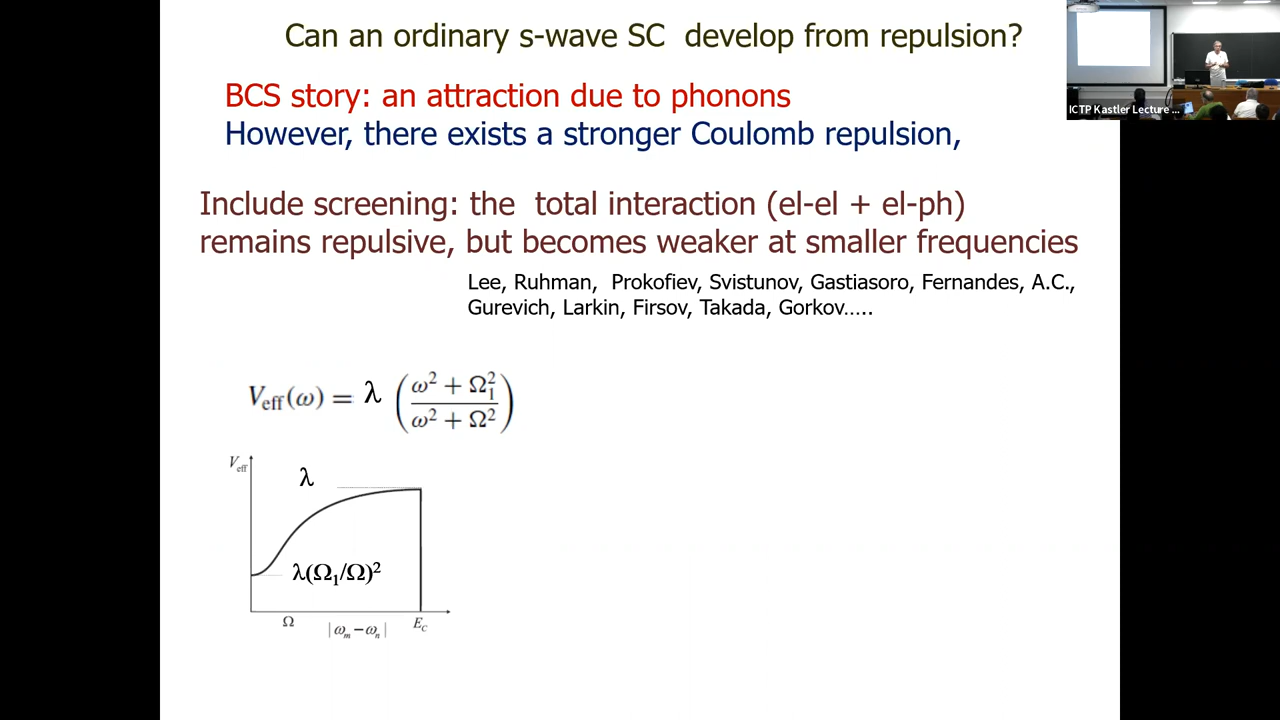 Can an ordinary s-wave SC develop from repulsion?
BCS story: an attraction due to phonons
However, there exists a stronger Coulomb repulsion,
ICTP Kastler Lecture ...
Include screening: the total interaction (el-el + el-ph)
remains repulsive, but becomes weaker at smaller frequencies
Lee, Ruhman, Prokofiev, Svistunov, Gastiasoro, Fernandes, A.C.,
Gurevich, Larkin, Firsov, Takada, Gorkov.....
V_eff(ω) = λ ( (ω² + Ω₁²) / (ω² + Ω²) )
V_eff
λ
λ(Ω₁/Ω)²
Ω
|ω_m − ω_n|
E_C